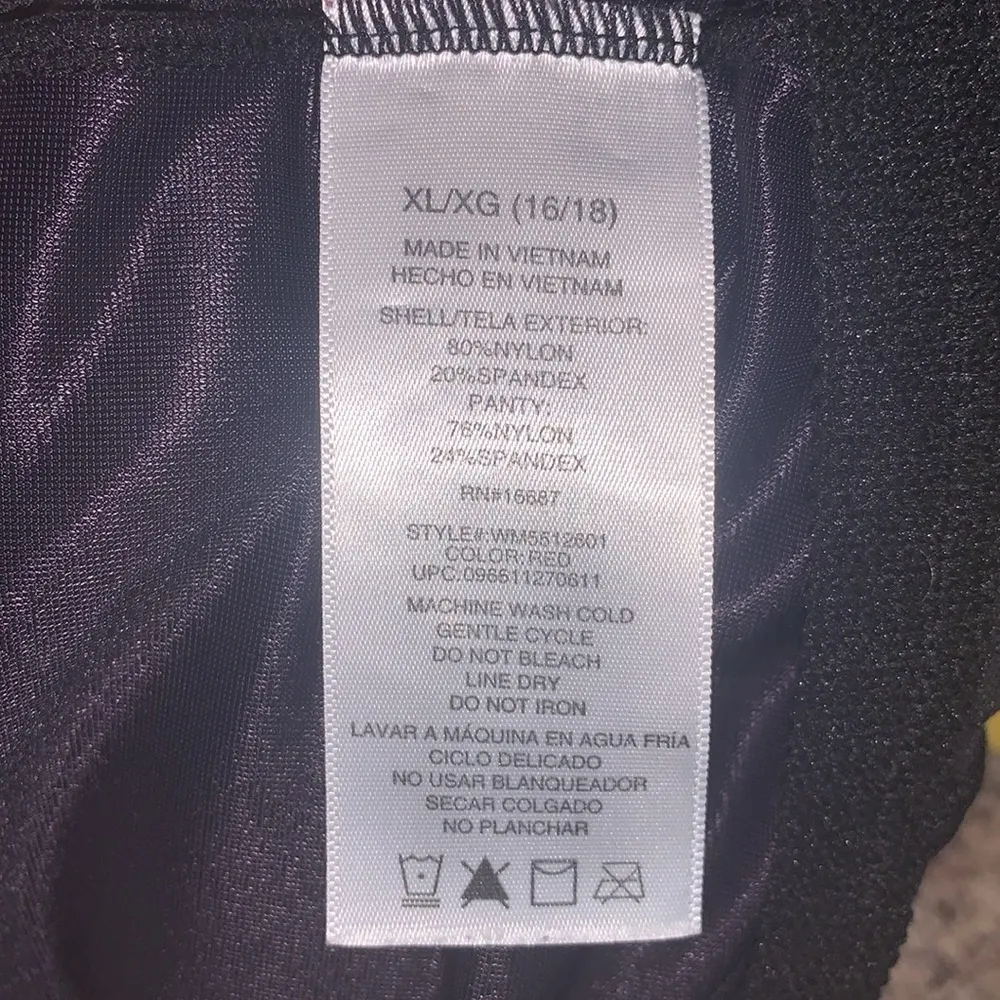 XL/XG (16/18)
MADE IN VIETNAM
HECHO EN VIETNAM
SHELL/TELA EXTERIOR:
80%NYLON
20%SPANDEX
PANTY:
76%NYLON
24%SPANDEX
RN#16687
STYLE#:WM5512601
COLOR: RED
UPC:096611270611
MACHINE WASH COLD
GENTLE CYCLE
DO NOT BLEACH
LINE DRY
DO NOT IRON
LAVAR A MÁQUINA EN AGUA FRÍA
CICLO DELICADO
NO USAR BLANQUEADOR
SECAR COLGADO
NO PLANCHAR